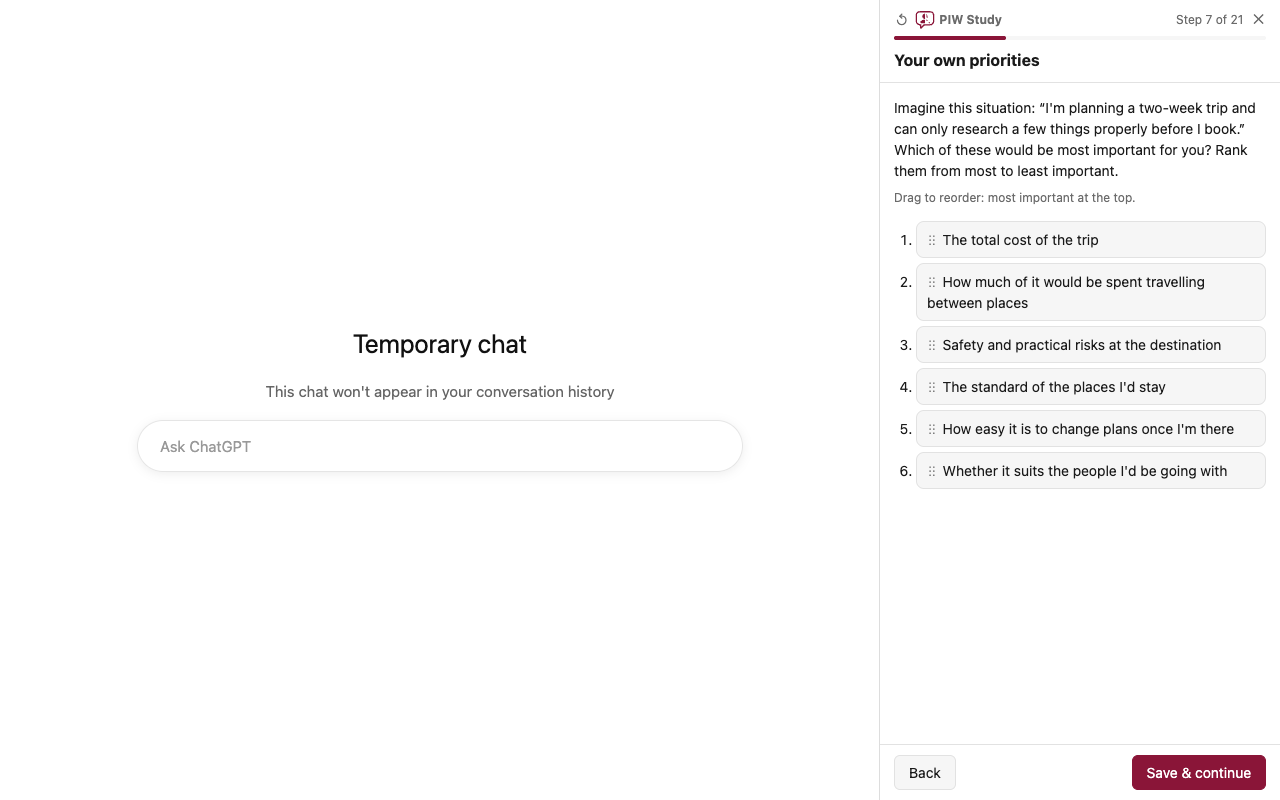 Temporary chat
This chat won't appear in your conversation history
Ask ChatGPT
PIW Study
Step 7 of 21
Your own priorities
Imagine this situation: “I'm planning a two-week trip and
can only research a few things properly before I book.”
Which of these would be most important for you? Rank
them from most to least important.
Drag to reorder: most important at the top.
1. The total cost of the trip
2. How much of it would be spent travelling
between places
3. Safety and practical risks at the destination
4. The standard of the places I'd stay
5. How easy it is to change plans once I'm there
6. Whether it suits the people I'd be going with
Back
Save & continue